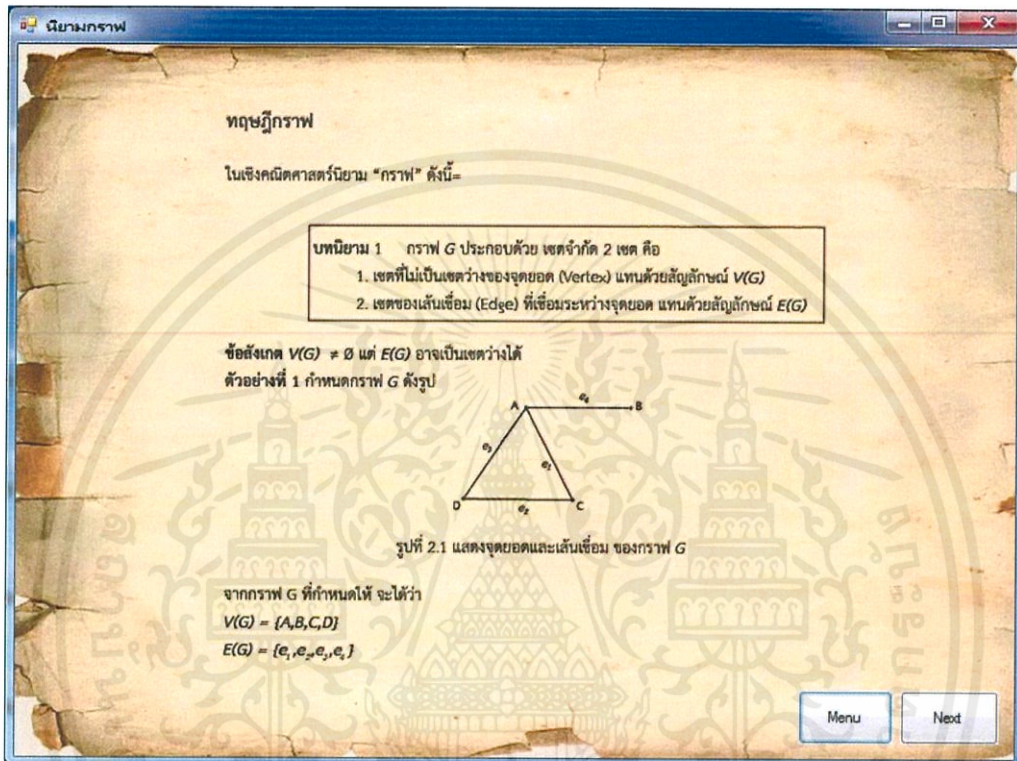 นิยามกราฟ
ทฤษฎีกราฟ
ในเชิงคณิตศาสตร์นิยาม “กราฟ” ดังนี้=
บทนิยาม 1 กราฟ G ประกอบด้วย เซตจำกัด 2 เซต คือ
1. เซตที่ไม่เป็นเซตว่างของจุดยอด (Vertex) แทนด้วยสัญลักษณ์ V(G)
2. เซตของเส้นเชื่อม (Edge) ที่เชื่อมระหว่างจุดยอด แทนด้วยสัญลักษณ์ E(G)
ข้อสังเกต V(G) ≠ Ø แต่ E(G) อาจเป็นเซตว่างได้
ตัวอย่างที่ 1 กำหนดกราฟ G ดังรูป
A e₄ B
e₃ e₁
D e₂ C
รูปที่ 2.1 แสดงจุดยอดและเส้นเชื่อม ของกราฟ G
จากกราฟ G ที่กำหนดให้ จะได้ว่า
V(G) = {A,B,C,D}
E(G) = {e₁,e₂,e₃,e₄}
Menu Next